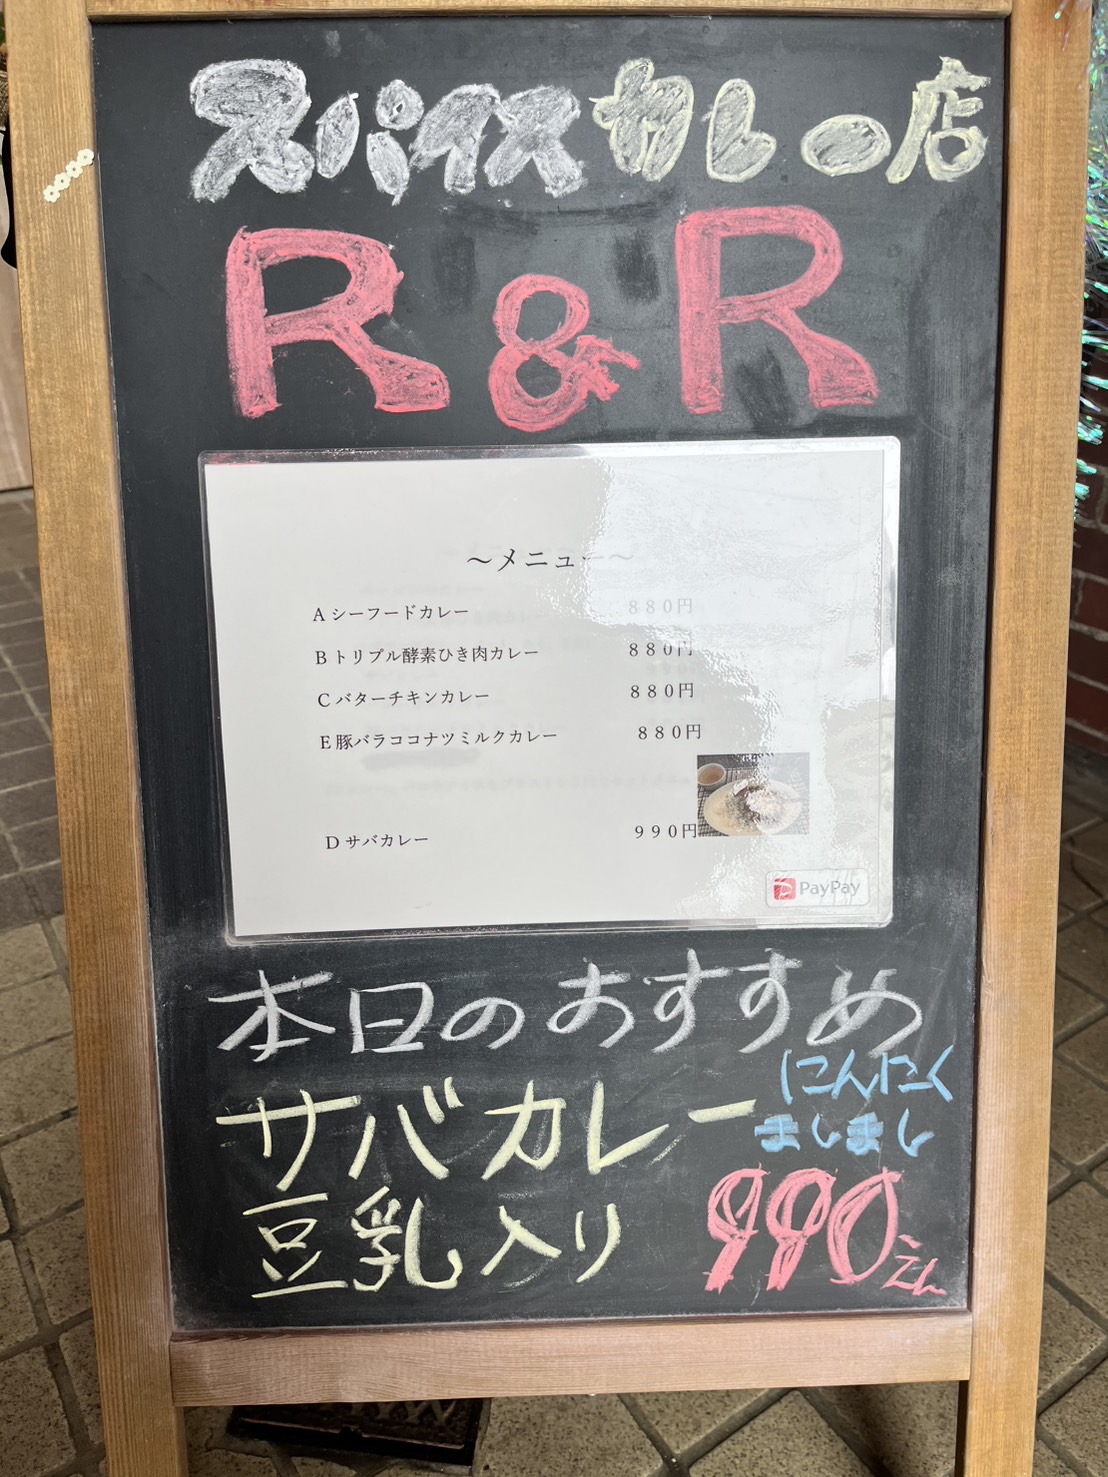 スパイスカレーの店
R&R
～メニュー～
Aシーフードカレー 880円
Bトリプル酵素ひき肉カレー 880円
Cバターチキンカレー 880円
E豚バラココナツミルクカレー 880円
Dサバカレー 990円
PayPay
本日のおすすめ
サバカレー
にんにく
ましまし
豆乳入り
990えん